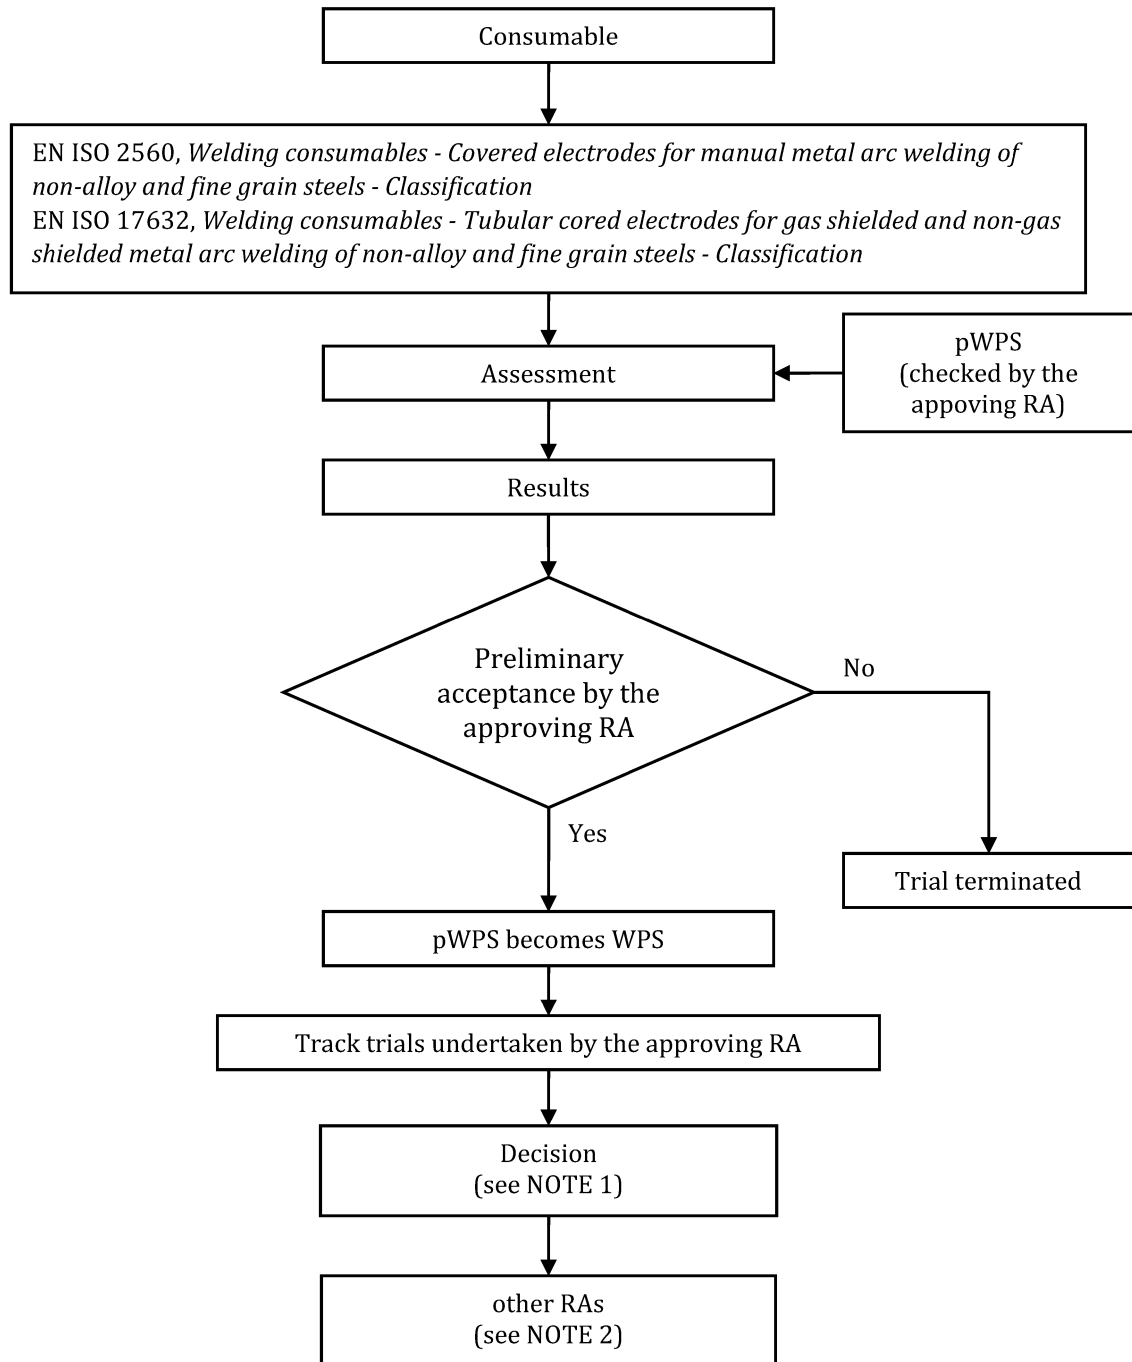 Consumable
EN ISO 2560, Welding consumables - Covered electrodes for manual metal arc welding of
non-alloy and fine grain steels - Classification
EN ISO 17632, Welding consumables - Tubular cored electrodes for gas shielded and non-gas
shielded metal arc welding of non-alloy and fine grain steels - Classification
pWPS
(checked by the
appoving RA)
Assessment
Results
Preliminary
acceptance by the
approving RA
No
Yes
Trial terminated
pWPS becomes WPS
Track trials undertaken by the approving RA
Decision
(see NOTE 1)
other RAs
(see NOTE 2)